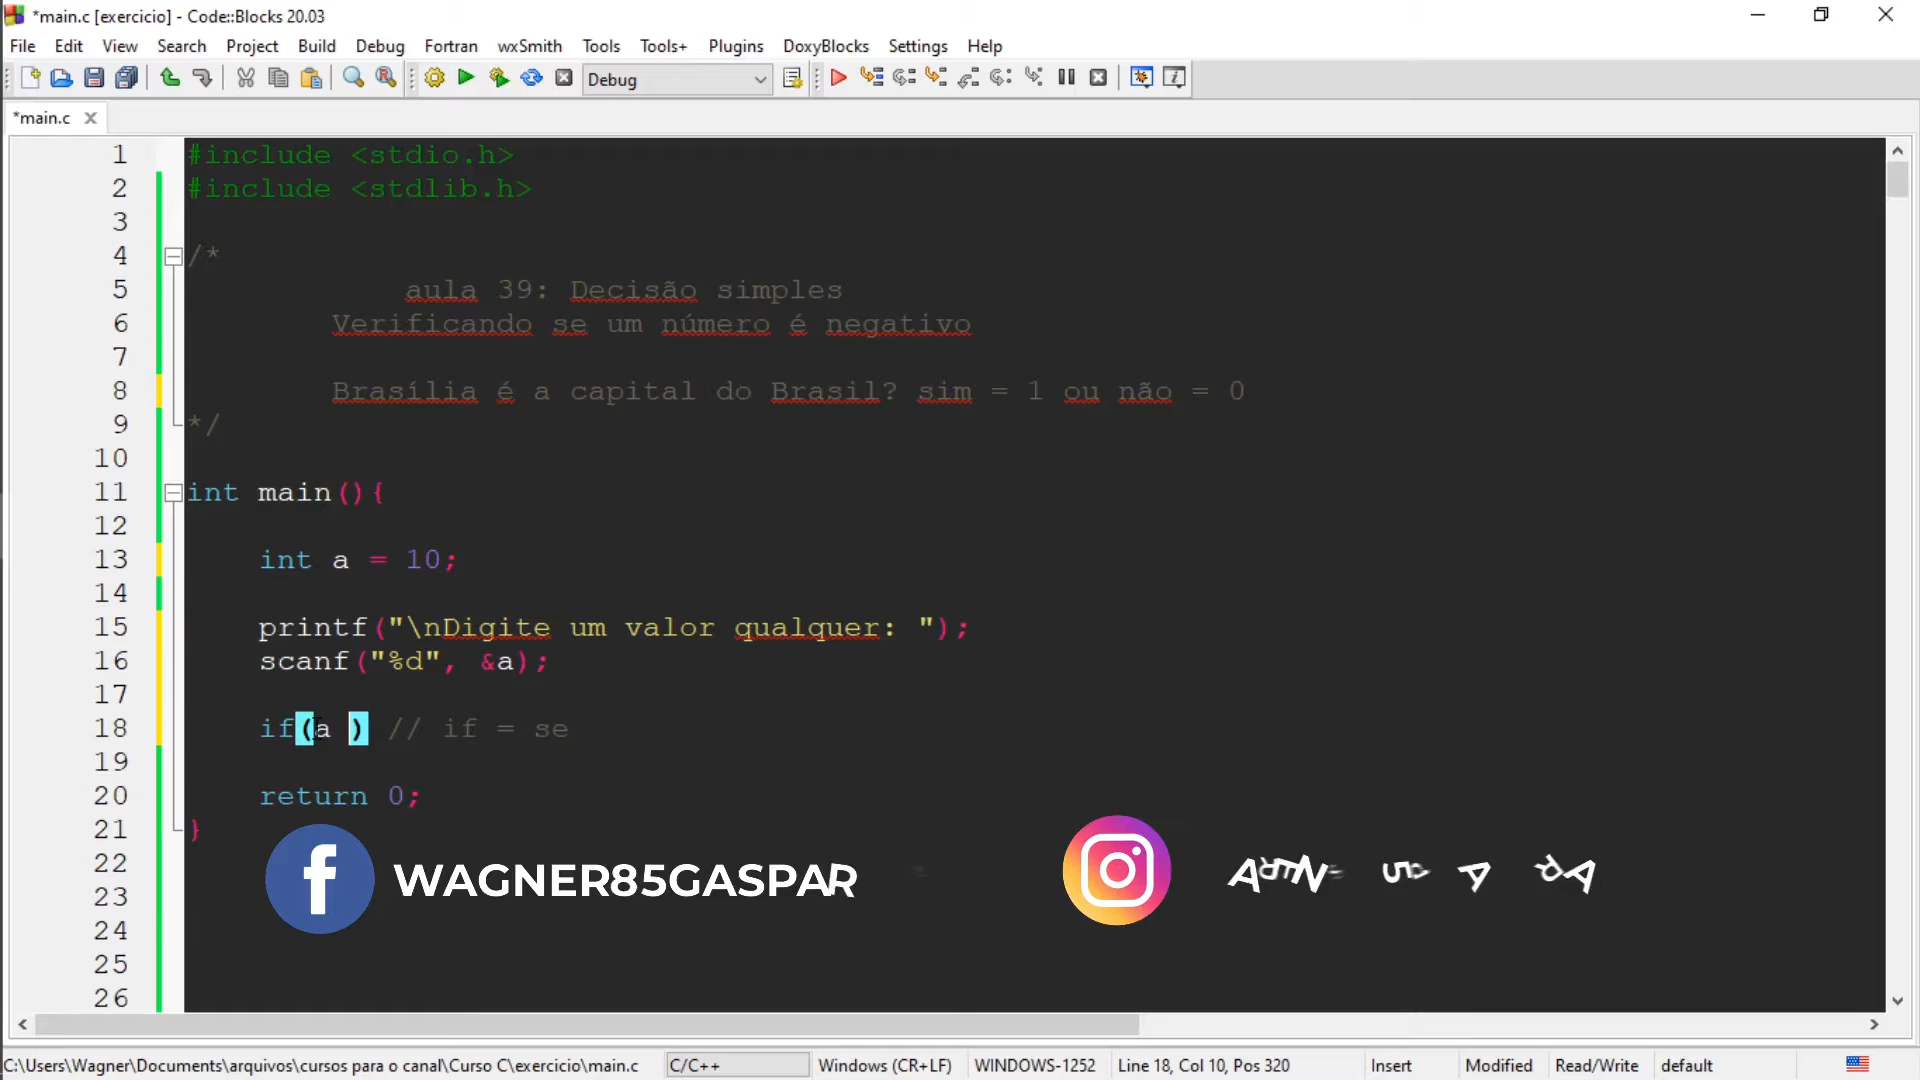 *main.c [exercicio] - Code::Blocks 20.03
File Edit View Search Project Build Debug Fortran wxSmith Tools Tools+ Plugins DoxyBlocks Settings Help
Debug
*main.c
1 #include <stdio.h>
2 #include <stdlib.h>
3
4 /*
5 aula 39: Decisão simples
6 Verificando se um número é negativo
7
8 Brasília é a capital do Brasil? sim = 1 ou não = 0
9 */
10
11 int main(){
12
13 int a = 10;
14
15 printf("\nDigite um valor qualquer: ");
16 scanf("%d", &a);
17
18 if(a ) // if = se
19
20 return 0;
21 }
22
23
24
25
26
WAGNER85GASPAR
C:\Users\Wagner\Documents\arquivos\cursos para o canal\Curso C\exercicio\main.c C/C++ Windows (CR+LF) WINDOWS-1252 Line 18, Col 10, Pos 320 Insert Modified Read/Write default